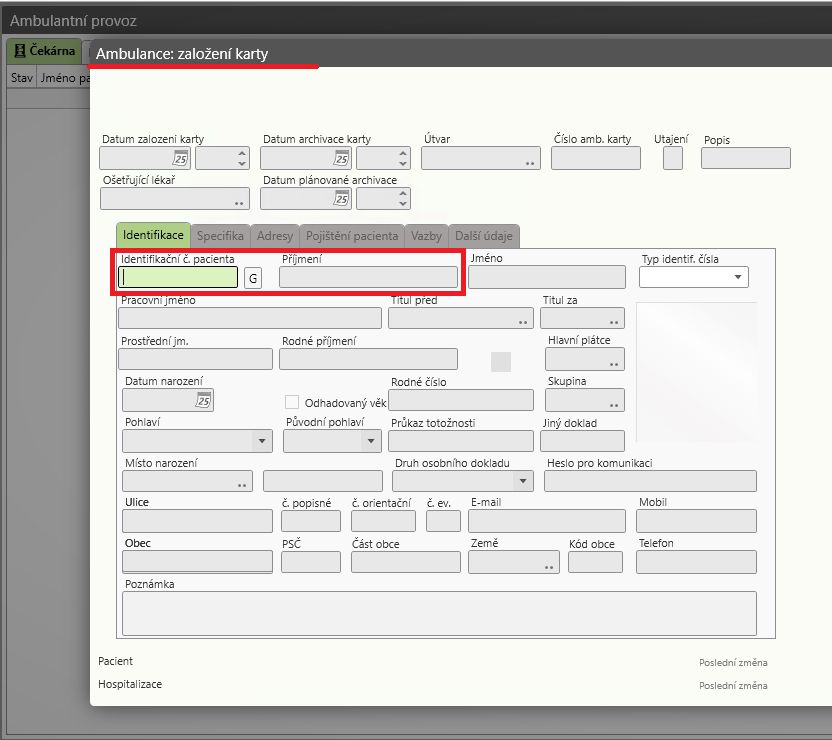 Ambulantní provoz
Čekárna
Ambulance: založení karty
Stav Jméno pa
Datum zalozeni karty Datum archivace karty Útvar Číslo amb. karty Utajení Popis
25 25
Ošetřující lékař Datum plánované archivace
25
Identifikace Specifika Adresy Pojištění pacienta Vazby Další údaje
Identifikační č. pacienta Příjmení Jméno Typ identif. čísla
G
Pracovní jméno Titul před Titul za
Prostřední jm. Rodné příjmení Hlavní plátce
Datum narození Rodné číslo Skupina
25 Odhadovaný věk
Pohlaví Původní pohlaví Průkaz totožnosti Jiný doklad
Místo narození Druh osobního dokladu Heslo pro komunikaci
Ulice č. popisné č. orientační č. ev. E-mail Mobil
Obec PSČ Část obce Země Kód obce Telefon
Poznámka
Pacient Poslední změna
Hospitalizace Poslední změna